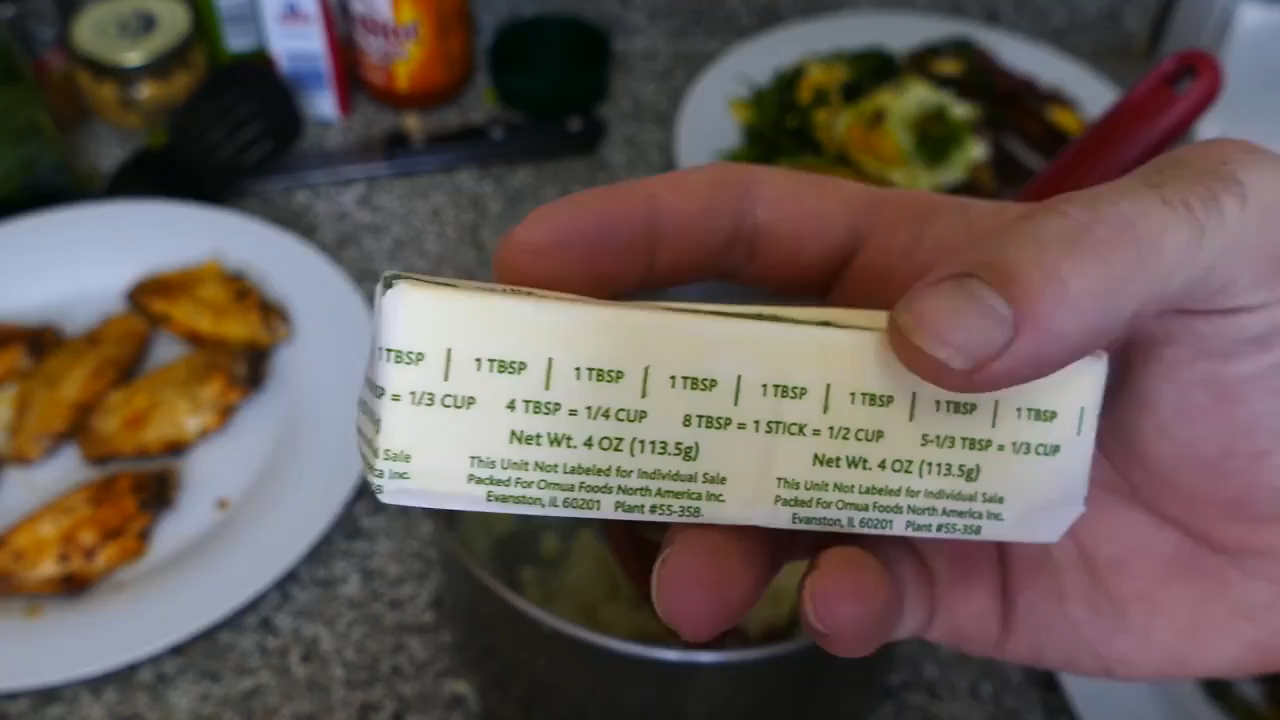 1 TBSP | 1 TBSP | 1 TBSP | 1 TBSP | 1 TBSP | 1 TBSP | 1 TBSP | 1 TBSP |
= 1/3 CUP 4 TBSP = 1/4 CUP 8 TBSP = 1 STICK = 1/2 CUP 5-1/3 TBSP = 1/3 CUP
Net Wt. 4 OZ (113.5g)
This Unit Not Labeled for Individual Sale
Packed For Ornua Foods North America Inc.
Evanston, IL 60201 Plant #55-358
Net Wt. 4 OZ (113.5g)
This Unit Not Labeled for Individual Sale
Packed For Ornua Foods North America Inc.
Evanston, IL 60201 Plant #55-358
Sale
Inc.